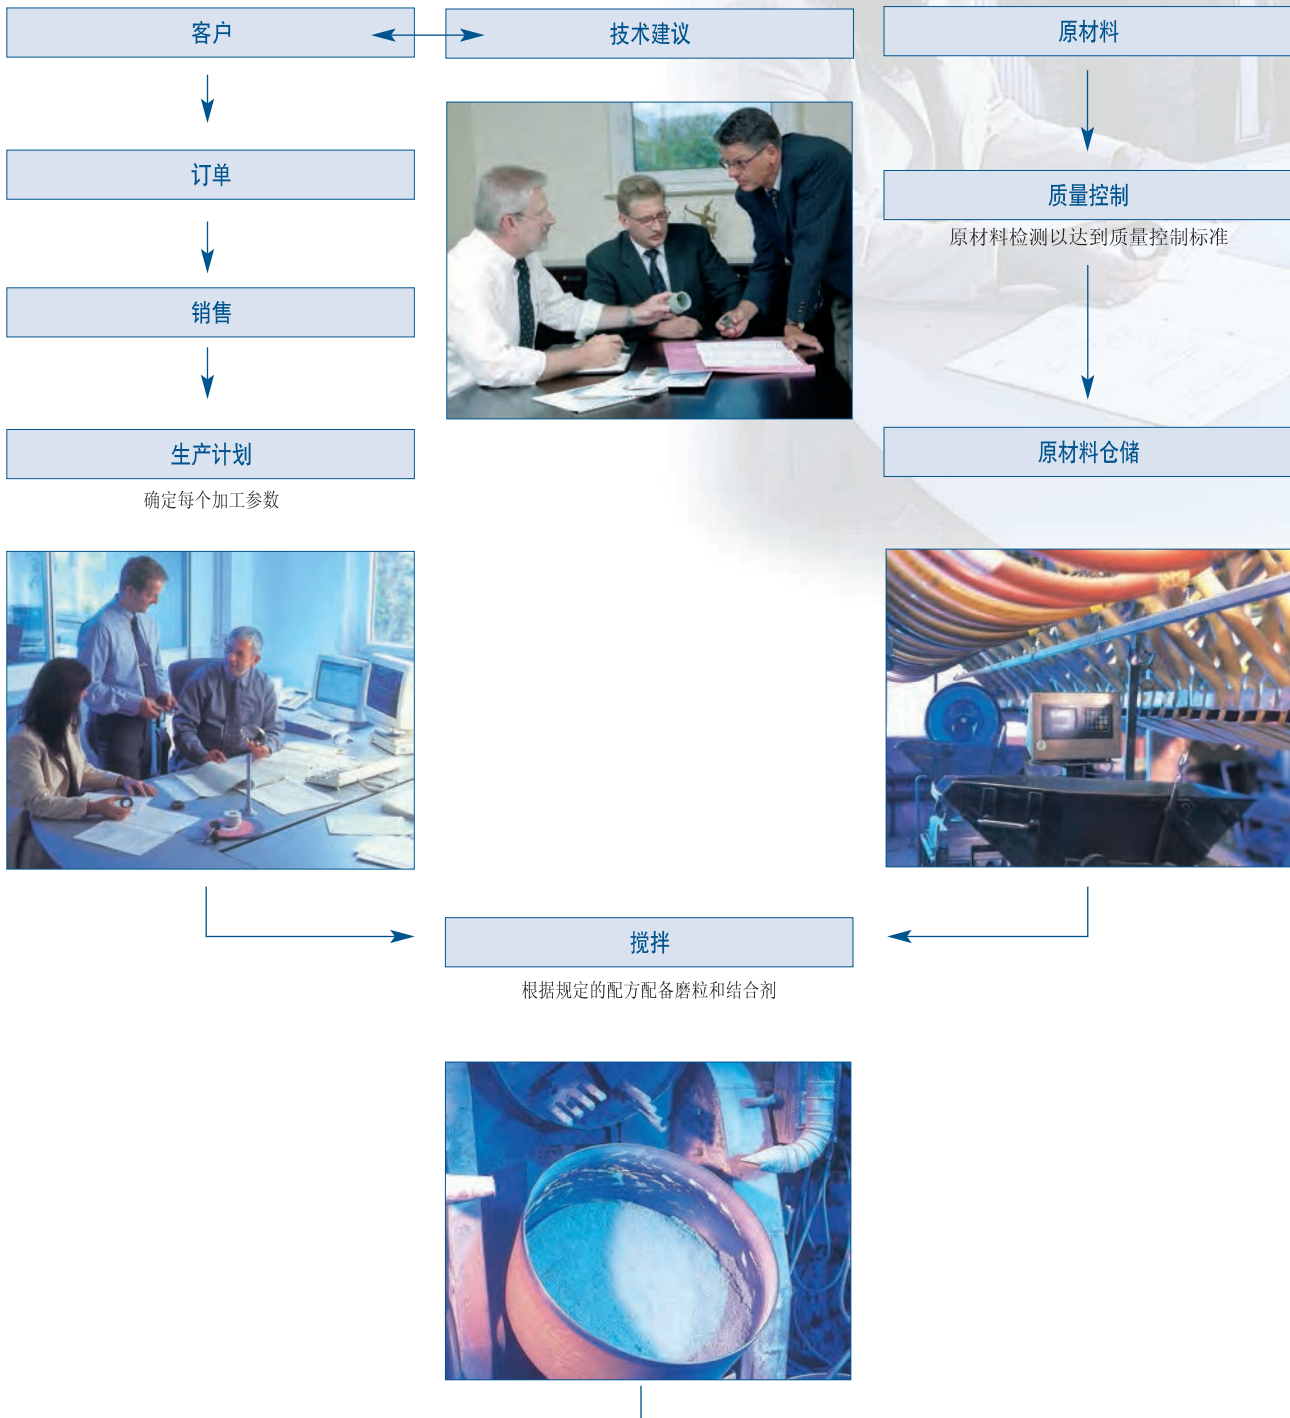 客户
技术建议
原材料
订单
质量控制
原材料检测以达到质量控制标准
销售
生产计划
确定每个加工参数
原材料仓储
搅拌
根据规定的配方配备磨粒和结合剂